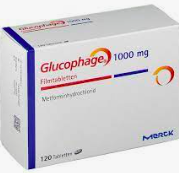 Glucophage® 1000 mg
Filmtabletten
Metforminhydrochlorid
120 Tabletten
Merck